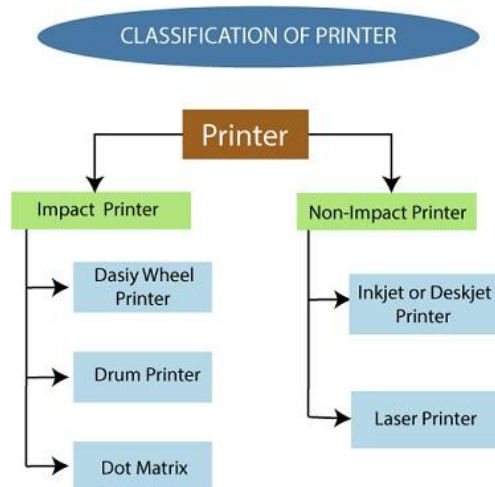 CLASSIFICATION OF PRINTER
Printer
Impact Printer
Non-Impact Printer
Dasiy Wheel
Printer
Inkjet or Deskjet
Printer
Drum Printer
Laser Printer
Dot Matrix